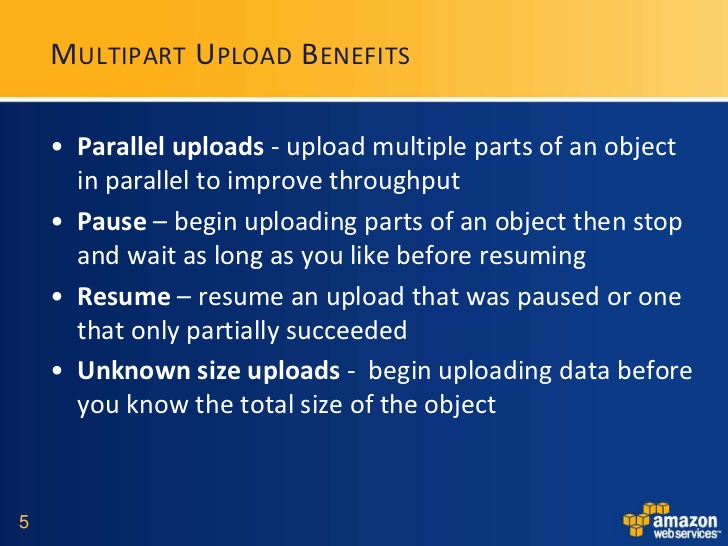 MULTIPART UPLOAD BENEFITS
• Parallel uploads - upload multiple parts of an object
in parallel to improve throughput
• Pause – begin uploading parts of an object then stop
and wait as long as you like before resuming
• Resume – resume an upload that was paused or one
that only partially succeeded
• Unknown size uploads - begin uploading data before
you know the total size of the object
5
amazon
webservices™